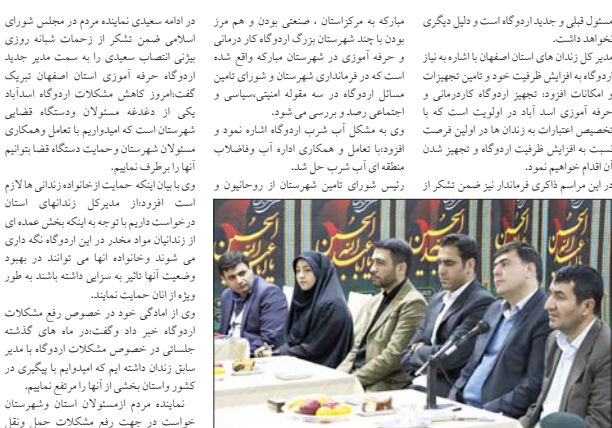 مسئول قبلی و جدید اردوگاه است و دلیل دیگری
نخواهد داشت.
مدیر کل زندان های استان اصفهان با اشاره به نیاز
اردوگاه به افزایش ظرفیت خود و تامین تجهیزات
و امکانات افزود: تجهیز اردوگاه کاردرمانی و
حرفه آموزی اسد آباد در اولویت است که با
تخصیص اعتبارات به زندان ها در اولین فرصت
نسبت به افزایش ظرفیت اردوگاه و تجهیز شدن
آن اقدام خواهیم نمود.
در این مراسم ذاکری فرماندار نیز ضمن تشکر از
مبارکه به مرکزاستان ، صنعتی بودن و هم مرز
بودن با چند شهرستان بزرگ اردوگاه کار درمانی
و حرفه آموزی در شهرستان مبارکه واقع شده
است که در فرمانداری شهرستان و شورای تامین
مسائل اردوگاه در سه مقوله امنیتی،سیاسی و
اجتماعی رصد و بررسی می شود.
وی به مشکل آب شرب اردوگاه اشاره نمود و
افزود:با تعامل و همکاری اداره آب وفاضلاب
منطقه ای آب شرب حل شد.
رئیس شورای تامین شهرستان از روحانیون و
در ادامه سعیدی نماینده مردم در مجلس شورای
اسلامی ضمن تشکر از زحمات شبانه روزی
بیژنی انتصاب سعیدی را به سمت مدیر جدید
اردوگاه حرفه آموزی استان اصفهان تبریک
گفت:امروز کاهش مشکلات اردوگاه اسدآباد
یکی از دغدغه مسئولان ودستگاه قضایی
شهرستان است که امیدواریم با تعامل وهمکاری
مسئولان شهرستان وحمایت دستگاه قضا بتوانیم
آنها را برطرف نماییم.
وی با بیان اینکه حمایت ازخانواده زندانی ها لازم
است افزود:از مدیرکل زندانهای استان
درخواست داریم با توجه به اینکه بخش عمده ای
از زندانیان مواد مخدر در این اردوگاه نگه داری
می شوند وخانواده انها می توانند در بهبود
وضعیت آنها تاثیر به سزایی داشته باشند به طور
ویژه از انان حمایت نمایند.
وی از امادگی خود در خصوص رفع مشکلات
اردوگاه خبر داد وگفت:در ماه های گذشته
جلساتی در خصوص مشکلات اردوگاه با مدیر
سابق زندان داشته ایم که امیدوایم با پیگیری در
کشور واستان بخشی از آنها را مرتفع نماییم.
نماینده مردم ازمسئولان استان وشهرستان
خواست در جهت رفع مشکلات حمل ونقل